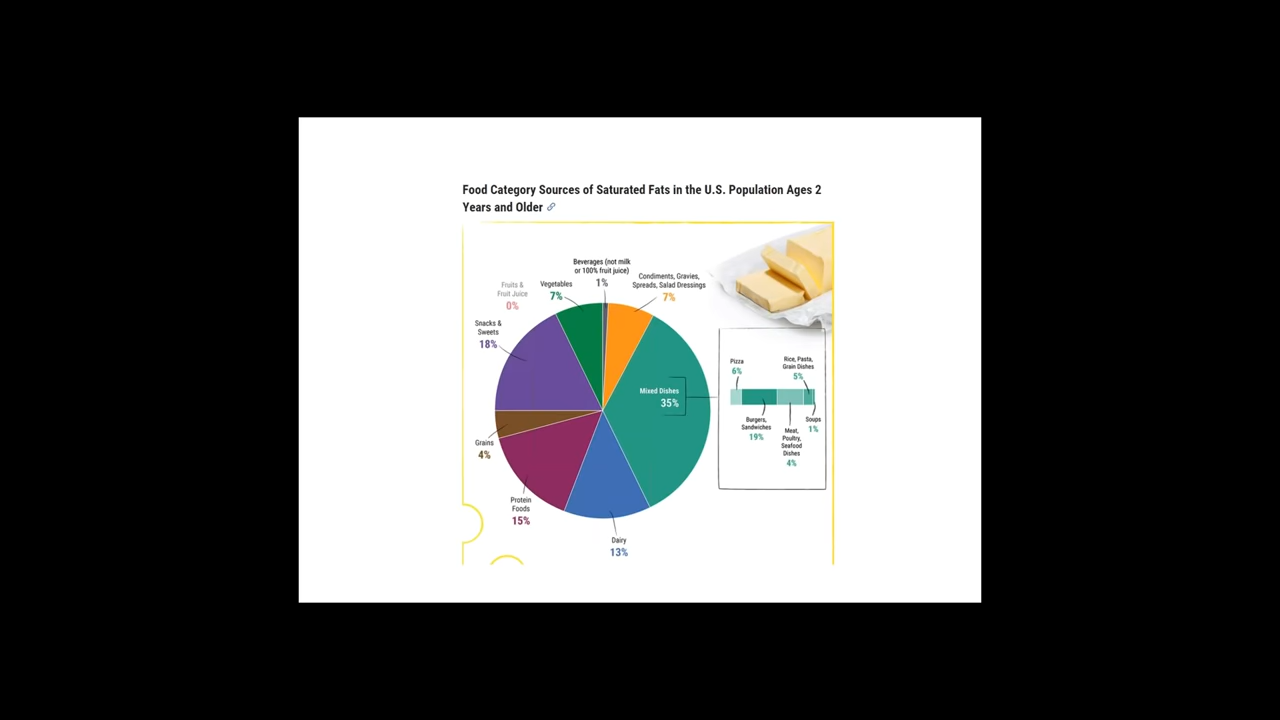 Food Category Sources of Saturated Fats in the U.S. Population Ages 2
Years and Older
Beverages (not milk
or 100% fruit juice)
1%
Condiments, Gravies,
Spreads, Salad Dressings
7%
Vegetables
7%
Fruits &
Fruit Juice
0%
Snacks &
Sweets
18%
Mixed Dishes
35%
Pizza
6%
Rice, Pasta,
Grain Dishes
5%
Burgers,
Sandwiches
19%
Meat,
Poultry,
Seafood
Dishes
4%
Soups
1%
Grains
4%
Protein
Foods
15%
Dairy
13%